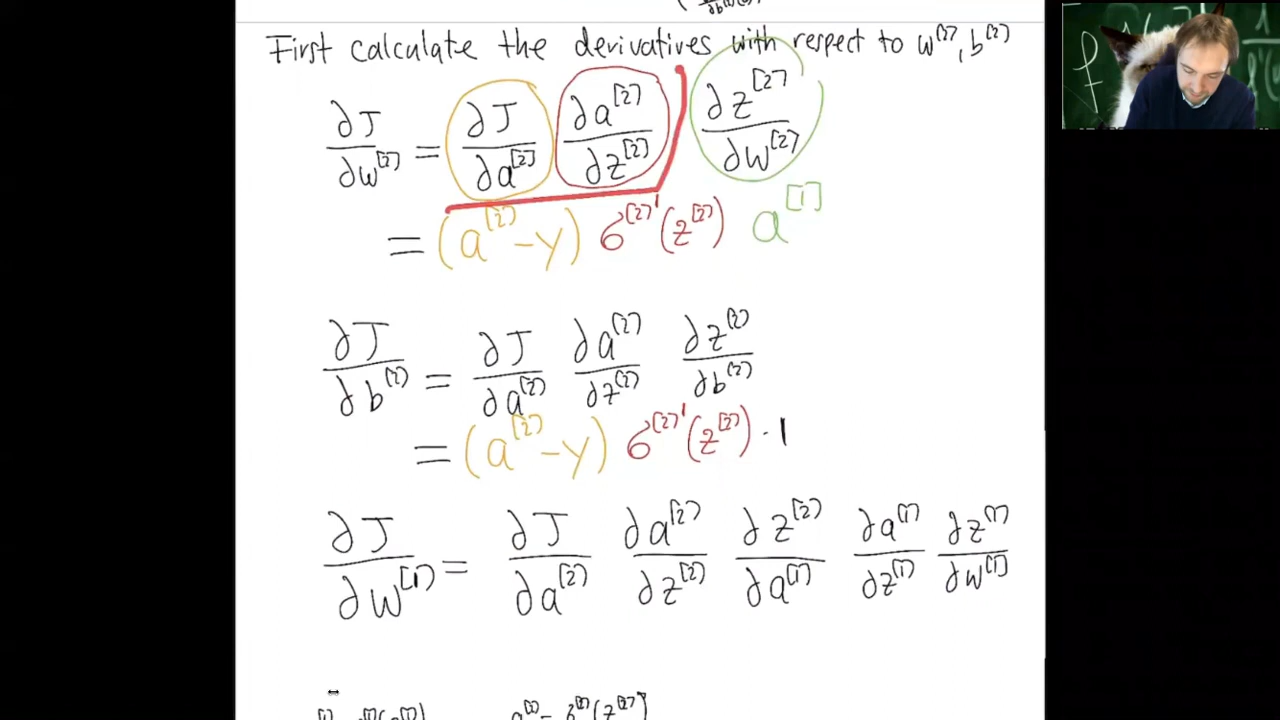 First calculate the derivatives with respect to w^[2], b^[2]
∂J/∂w^[2] = ∂J/∂a^[2] ∂a^[2]/∂z^[2] ∂z^[2]/∂w^[2]
= (a^[2] - y) σ^[2]'(z^[2]) a^[1]
∂J/∂b^[2] = ∂J/∂a^[2] ∂a^[2]/∂z^[2] ∂z^[2]/∂b^[2]
= (a^[2] - y) σ^[2]'(z^[2]) · 1
∂J/∂w^[1] = ∂J/∂a^[2] ∂a^[2]/∂z^[2] ∂z^[2]/∂a^[1] ∂a^[1]/∂z^[1] ∂z^[1]/∂w^[1]